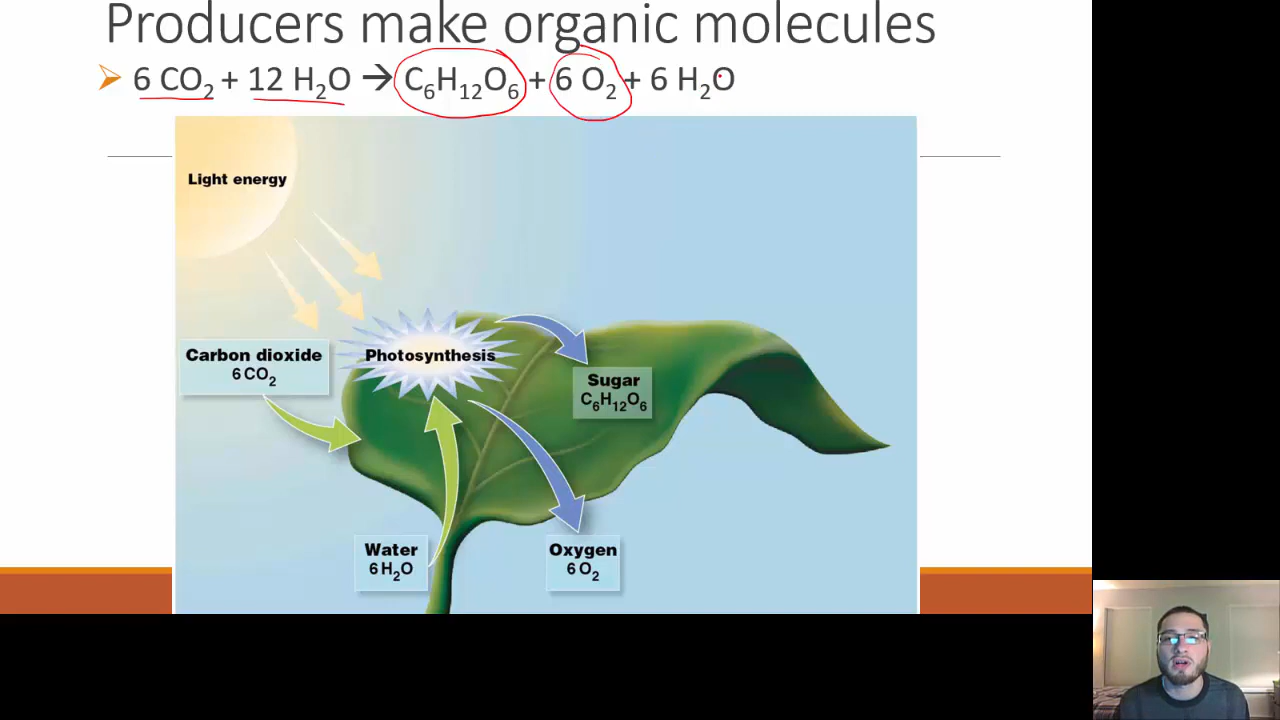 Producers make organic molecules
6 CO₂ + 12 H₂O → C₆H₁₂O₆ + 6 O₂ + 6 H₂O
Light energy
Carbon dioxide
6 CO₂
Photosynthesis
Sugar
C₆H₁₂O₆
Water
6 H₂O
Oxygen
6 O₂